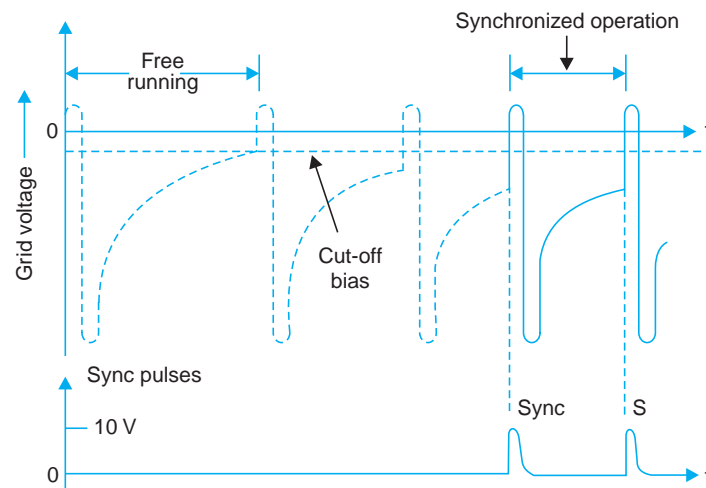 Synchronized operation
Free
running
0
Grid voltage
Cut-off
bias
Sync pulses
10 V
Sync
S
0